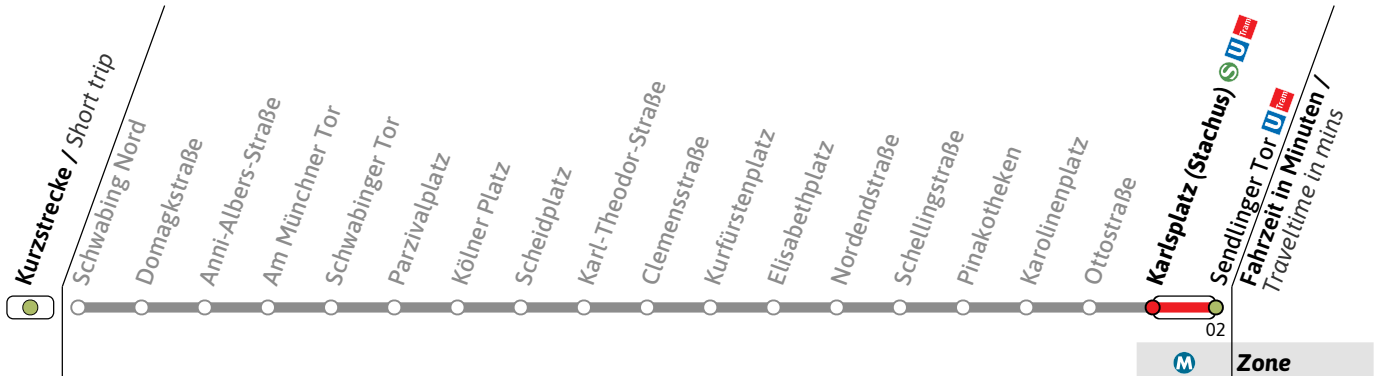 Kurzstrecke / Short trip
Schwabing Nord
Domagkstraße
Anni-Albers-Straße
Am Münchner Tor
Schwabinger Tor
Parzivalplatz
Kölner Platz
Scheidplatz
Karl-Theodor-Straße
Clemensstraße
Kurfürstenplatz
Elisabethplatz
Nordendstraße
Schellingstraße
Pinakotheken
Karolinenplatz
Ottostraße
Karlsplatz (Stachus) S U Tram
Sendlinger Tor U Tram
Fahrzeit in Minuten /
Traveltime in mins
02
M Zone